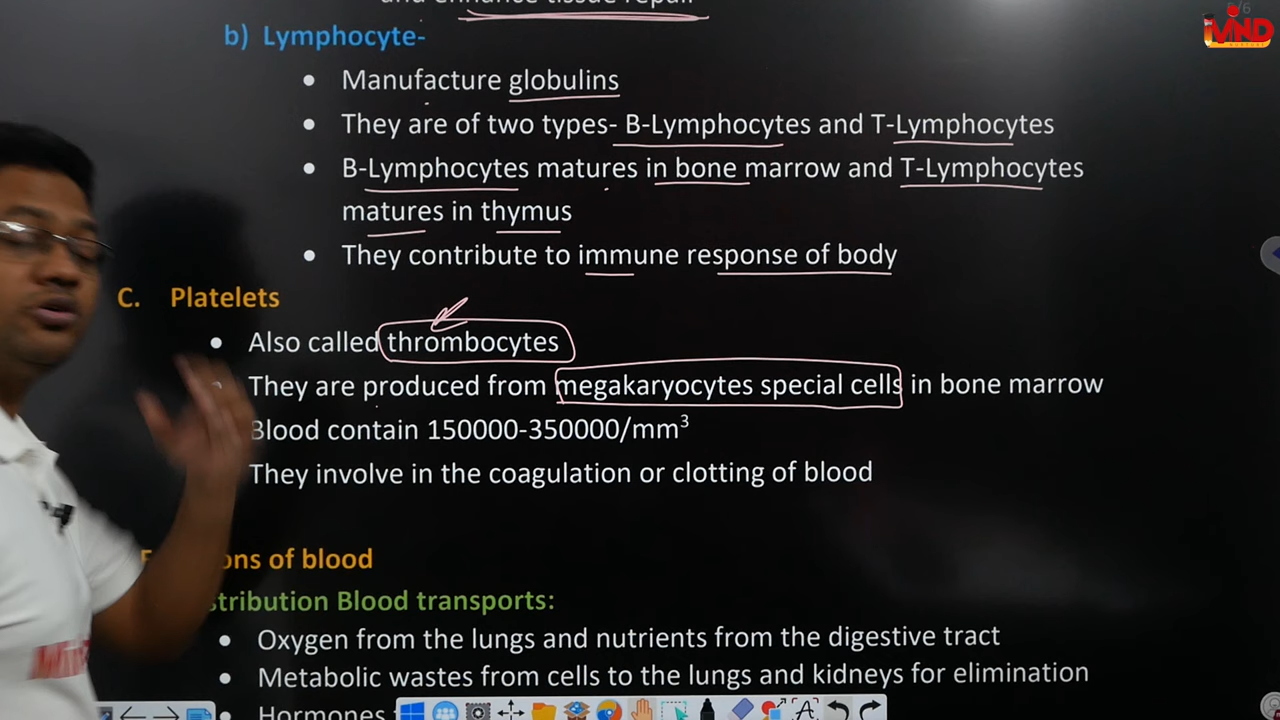 and enhance tissue repair
b) Lymphocyte-
• Manufacture globulins
• They are of two types- B-Lymphocytes and T-Lymphocytes
• B-Lymphocytes matures in bone marrow and T-Lymphocytes
matures in thymus
• They contribute to immune response of body
C. Platelets
• Also called thrombocytes
• They are produced from megakaryocytes special cells in bone marrow
Blood contain 150000-350000/mm³
They involve in the coagulation or clotting of blood
of blood
Blood transports:
• Oxygen from the lungs and nutrients from the digestive tract
• Metabolic wastes from cells to the lungs and kidneys for elimination
• Hormones